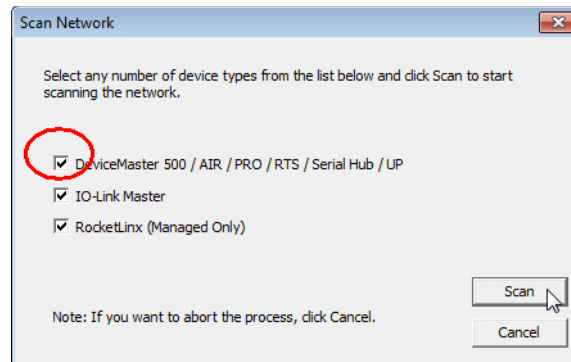 Scan Network
Select any number of device types from the list below and click Scan to start
scanning the network.
DeviceMaster 500 / AIR / PRO / RTS / Serial Hub / UP
IO-Link Master
RocketLinx (Managed Only)
Scan
Note: If you want to abort the process, click Cancel.
Cancel